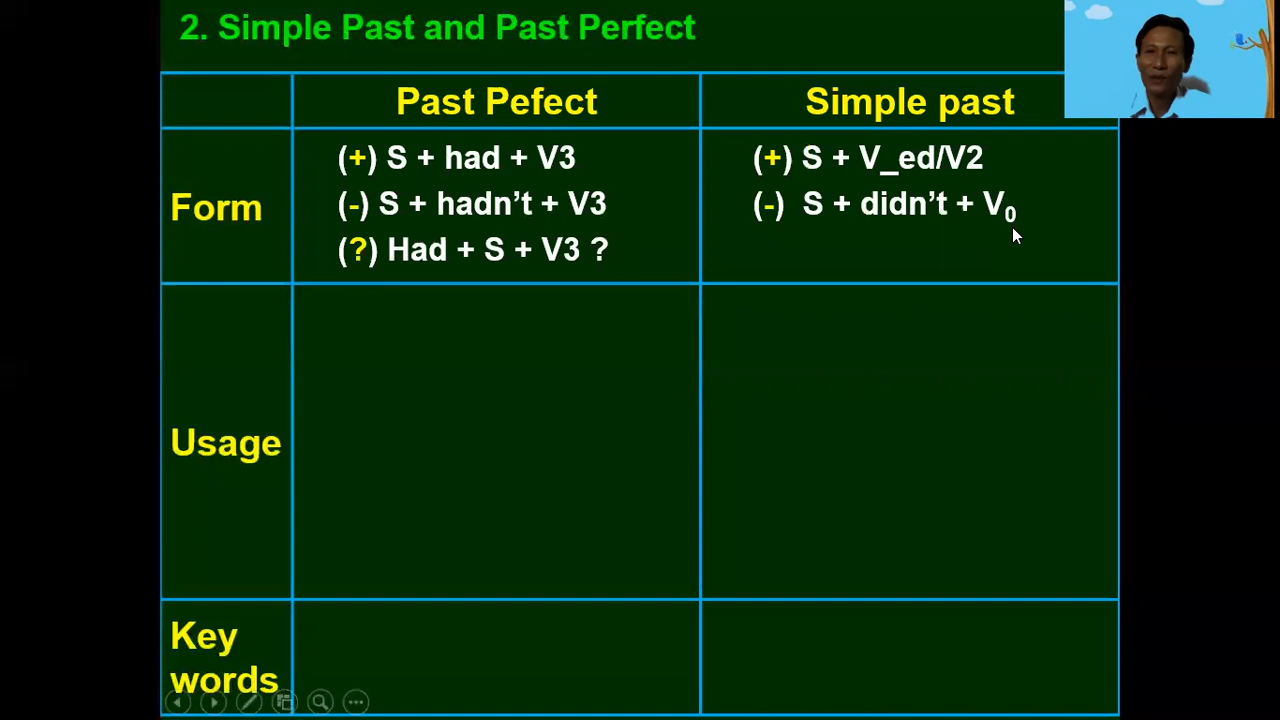 2. Simple Past and Past Perfect
Past Pefect
Simple past
Form
(+) S + had + V3
(-) S + hadn't + V3
(?) Had + S + V3 ?
(+) S + V_ed/V2
(-) S + didn't + V₀
Usage
Key
words